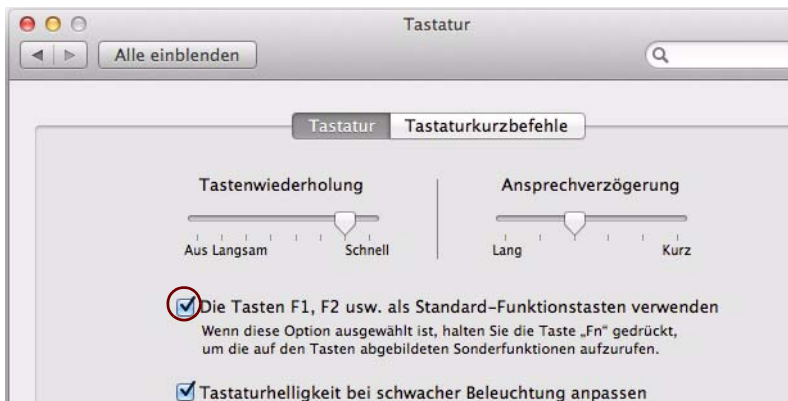 Tastatur
Alle einblenden
Tastatur Tastaturkurzbefehle
Tastenwiederholung Ansprechverzögerung
Aus Langsam Schnell Lang Kurz
Die Tasten F1, F2 usw. als Standard-Funktionstasten verwenden
Wenn diese Option ausgewählt ist, halten Sie die Taste „Fn“ gedrückt,
um die auf den Tasten abgebildeten Sonderfunktionen aufzurufen.
Tastaturhelligkeit bei schwacher Beleuchtung anpassen